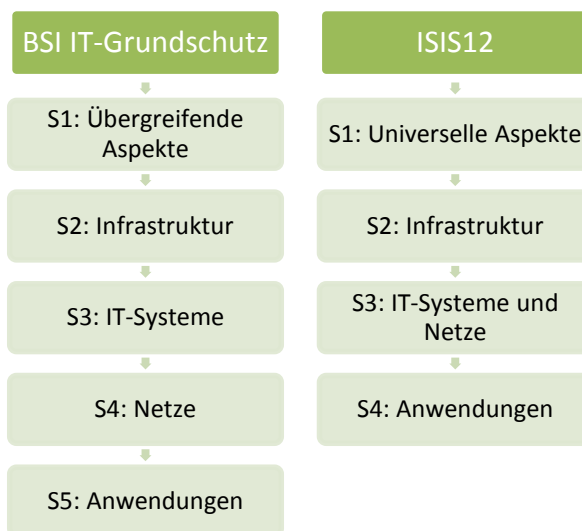 BSI IT-Grundschutz
S1: Übergreifende
Aspekte
S2: Infrastruktur
S3: IT-Systeme
S4: Netze
S5: Anwendungen
ISIS12
S1: Universelle Aspekte
S2: Infrastruktur
S3: IT-Systeme und
Netze
S4: Anwendungen